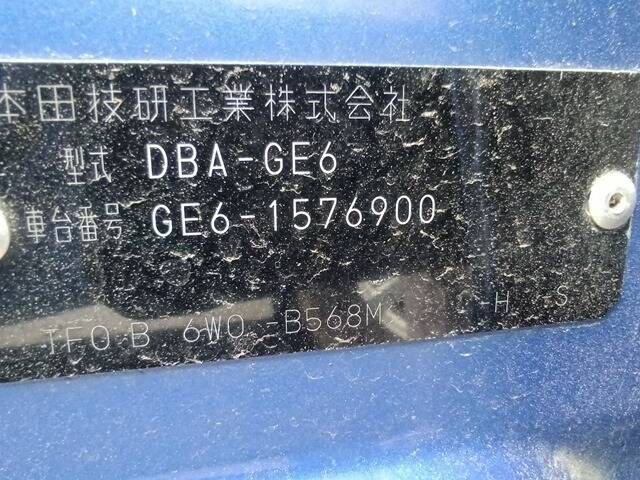 本田技研工業株式会社
型式 DBA-GE6
車台番号 GE6-1576900
TF0 B 6W0 -B568M C-H -S